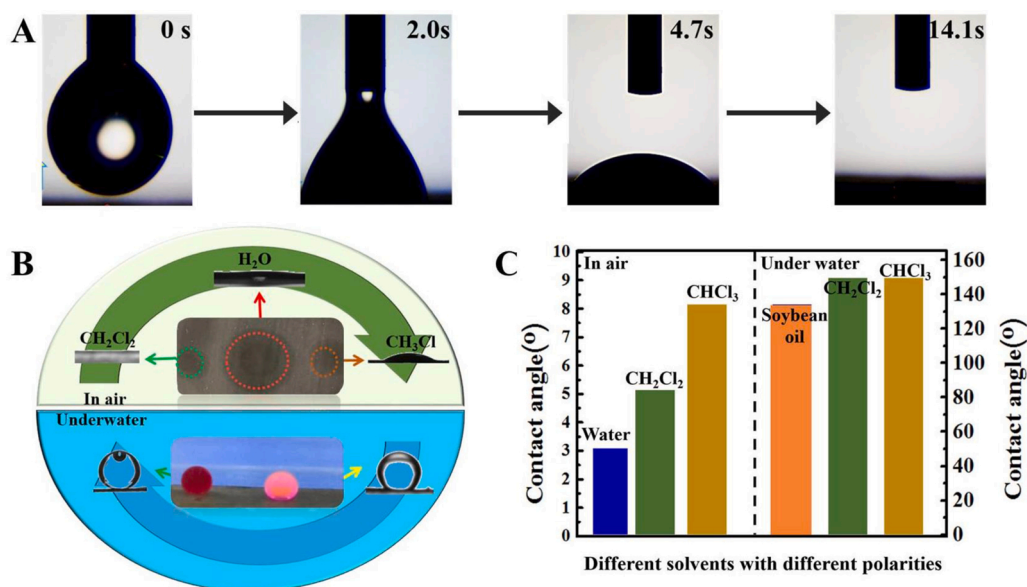 A
0 s
2.0s
4.7s
14.1s
B
H₂O
CH₂Cl₂
CH₃Cl
In air
Underwater
C
In air
Under water
Water
CH₂Cl₂
CHCl₃
Soybean
oil
CH₂Cl₂
CHCl₃
Contact angle(°)
10
9
8
7
6
5
4
3
2
1
0
160
140
120
100
80
60
40
20
0
Contact angle(°)
Different solvents with different polarities